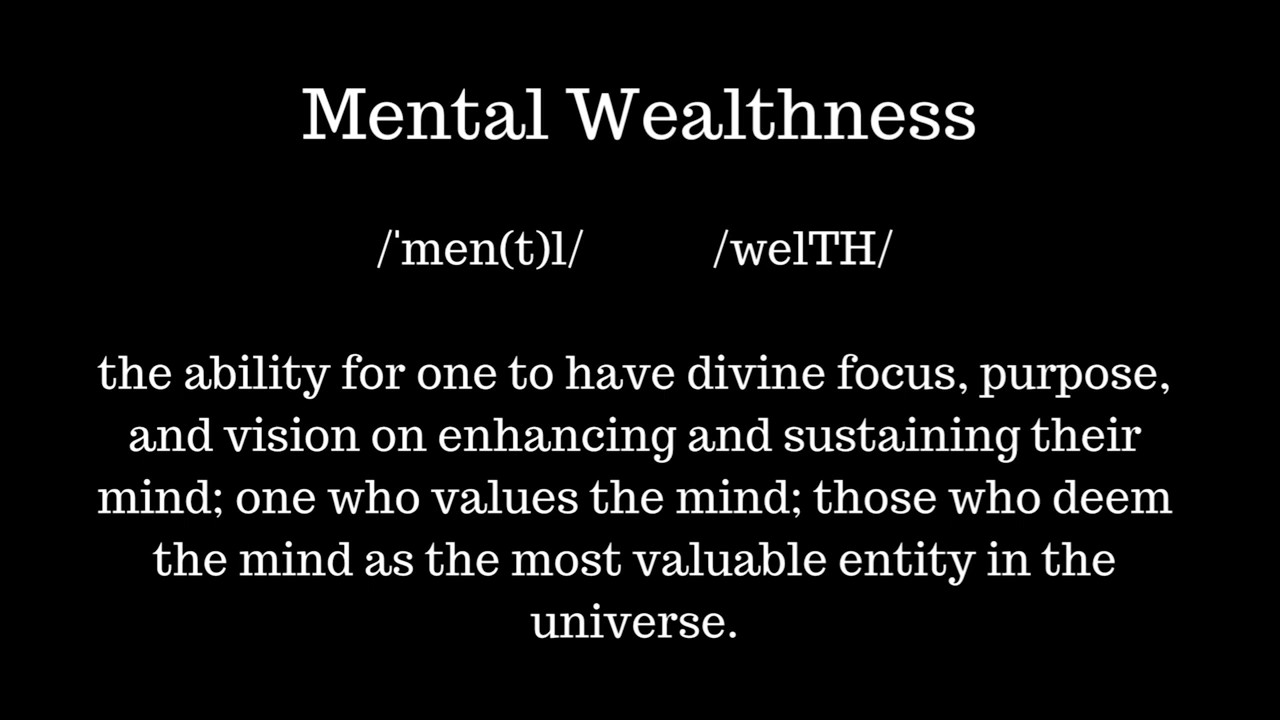 Mental Wealthness
/ˈmen(t)l/ /welTH/
the ability for one to have divine focus, purpose,
and vision on enhancing and sustaining their
mind; one who values the mind; those who deem
the mind as the most valuable entity in the
universe.